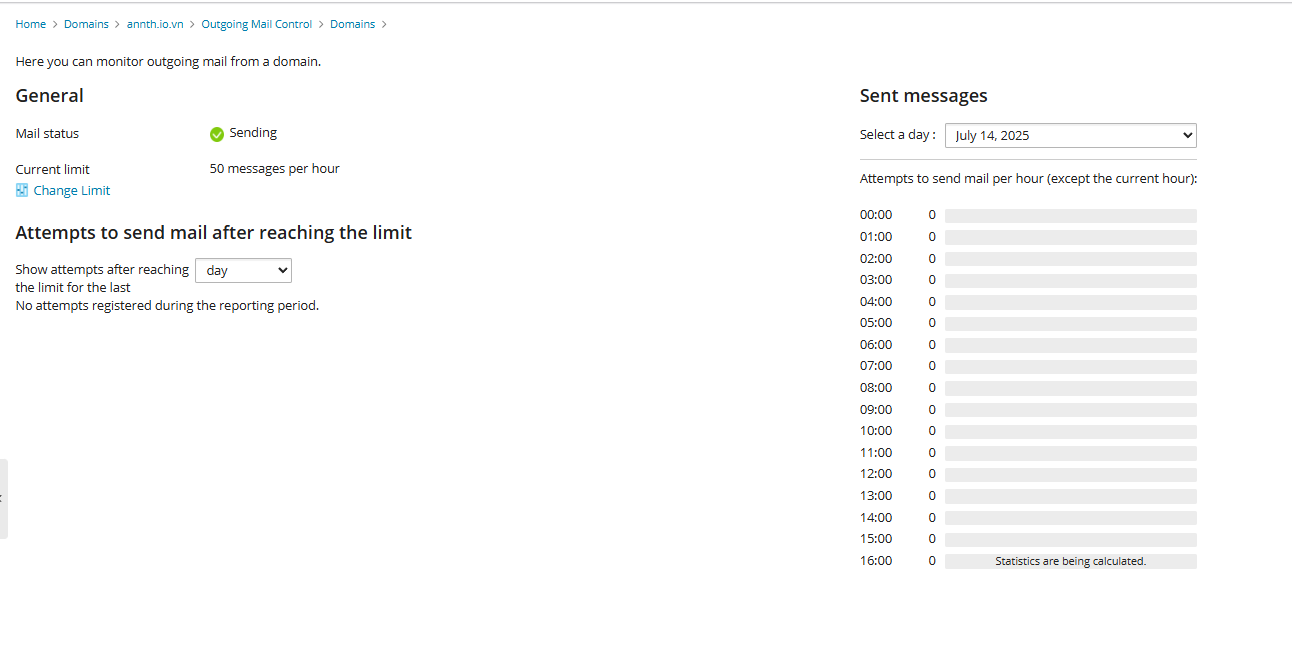 Home > Domains > annth.io.vn > Outgoing Mail Control > Domains >
Here you can monitor outgoing mail from a domain.
General
Mail status Sending
Current limit 50 messages per hour
Change Limit
Attempts to send mail after reaching the limit
Show attempts after reaching day
the limit for the last
No attempts registered during the reporting period.
Sent messages
Select a day : July 14, 2025
Attempts to send mail per hour (except the current hour):
00:00 0
01:00 0
02:00 0
03:00 0
04:00 0
05:00 0
06:00 0
07:00 0
08:00 0
09:00 0
10:00 0
11:00 0
12:00 0
13:00 0
14:00 0
15:00 0
16:00 0 Statistics are being calculated.